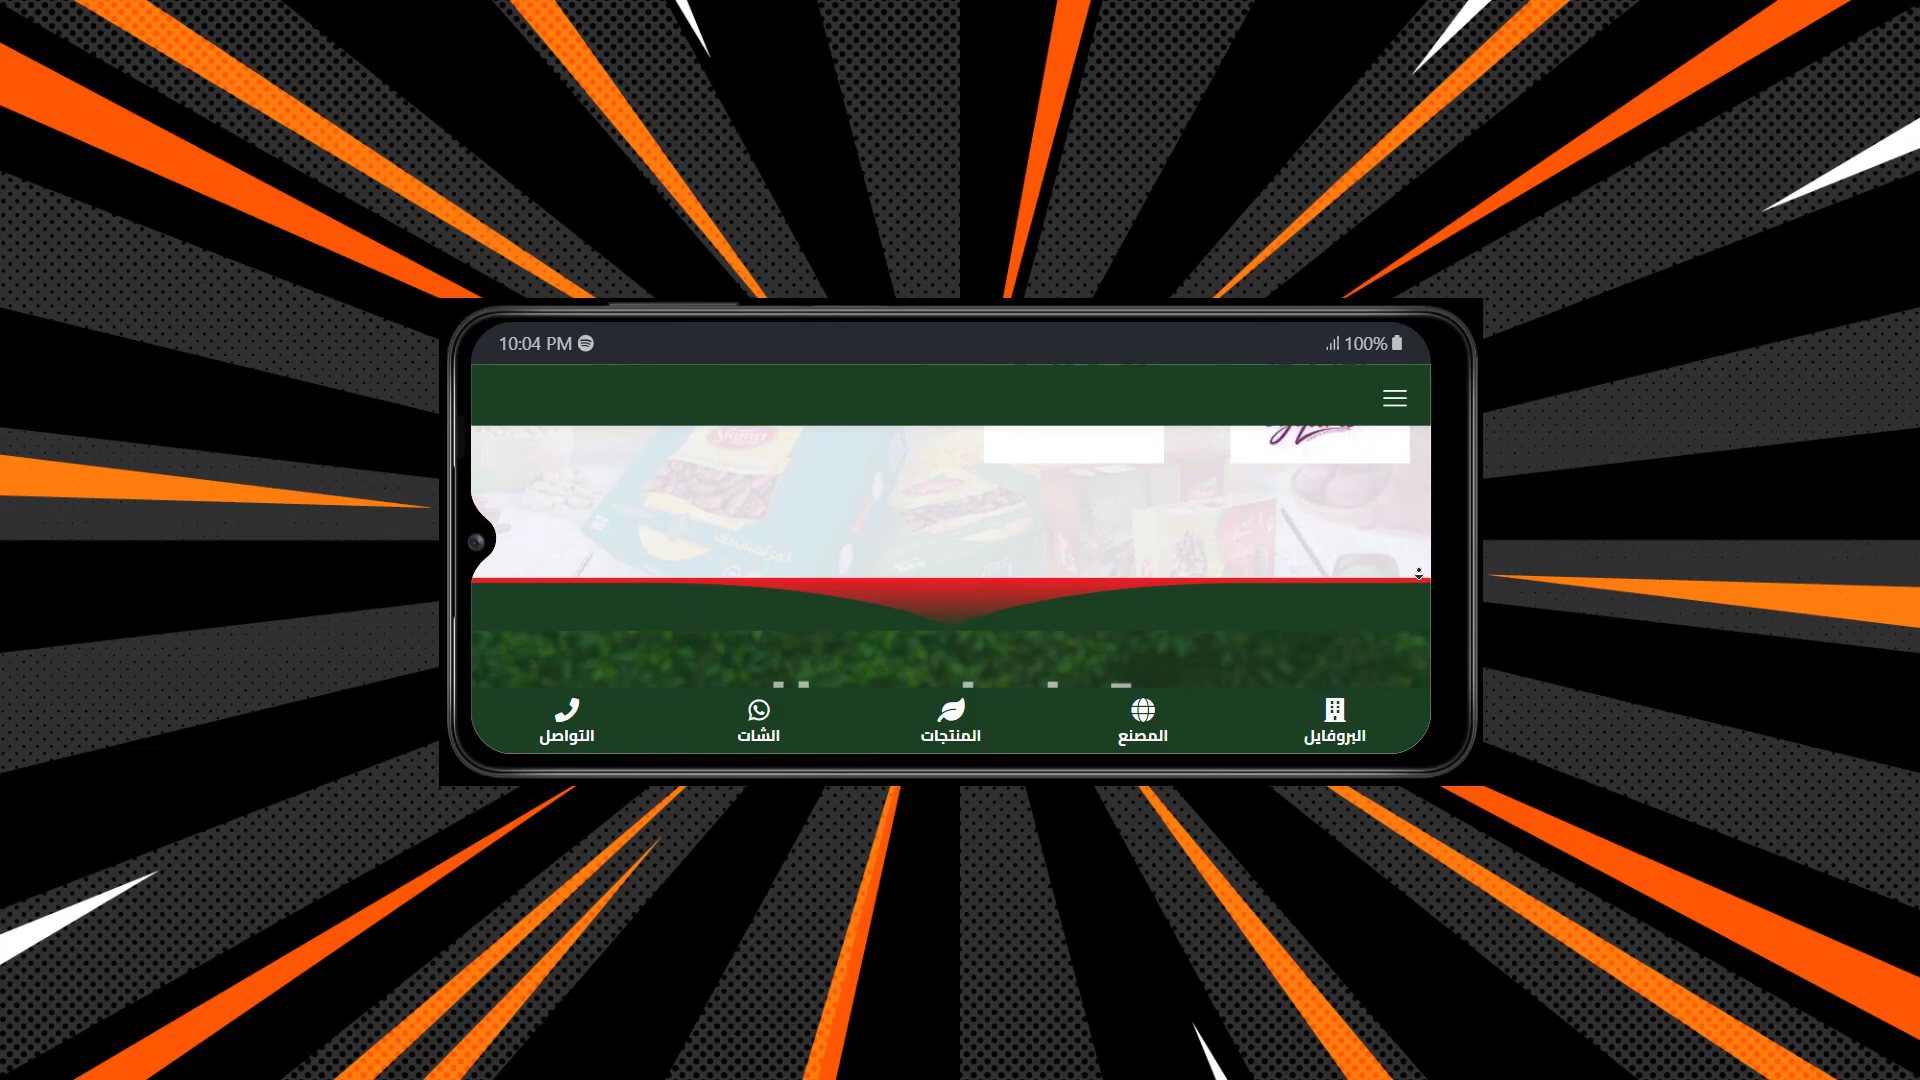 10:04 PM
100%
البروفايل
المصنع
المنتجات
الشات
التواصل